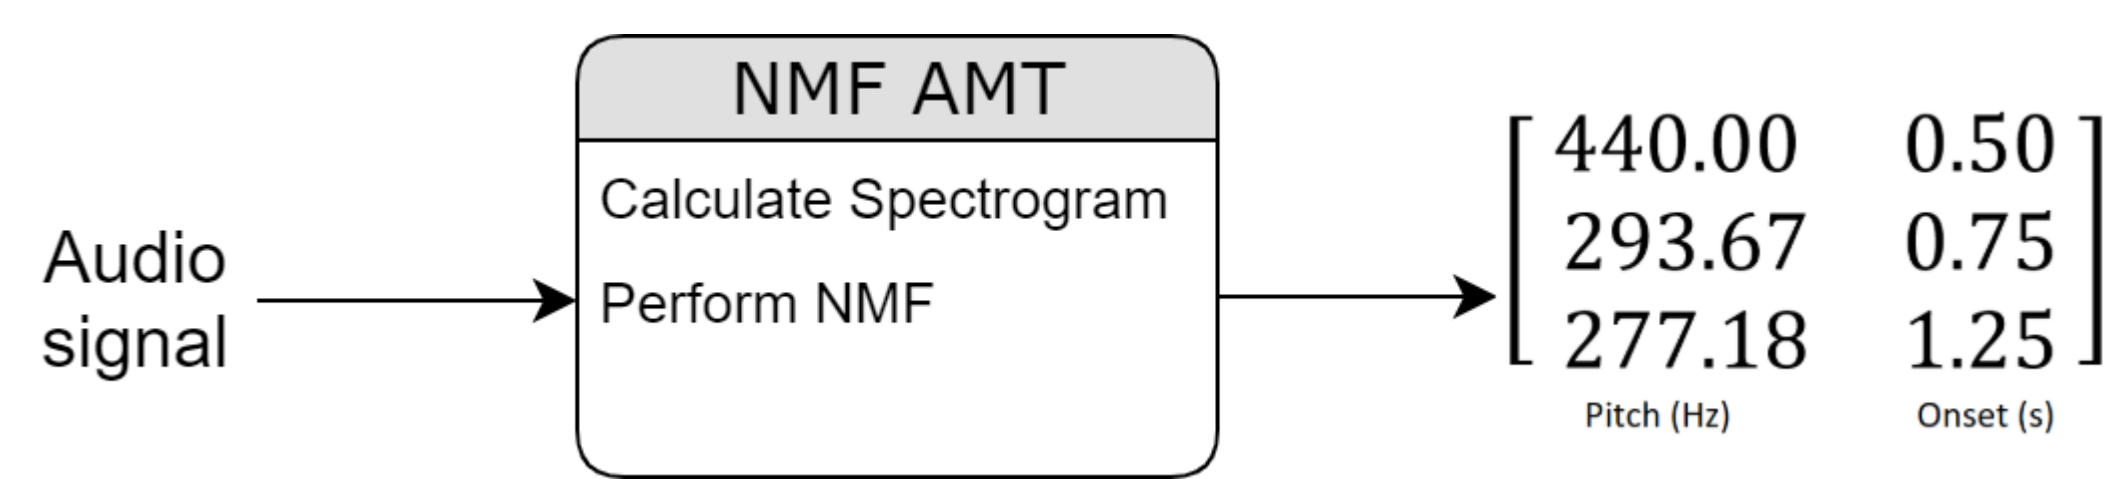 Audio
signal
NMF AMT
Calculate Spectrogram
Perform NMF
440.00 0.50
293.67 0.75
277.18 1.25
Pitch (Hz) Onset (s)